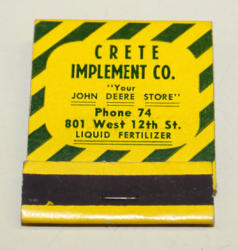 CRETE
IMPLEMENT CO.
"Your
JOHN DEERE STORE"
Phone 74
801 West 12th St.
LIQUID FERTILIZER